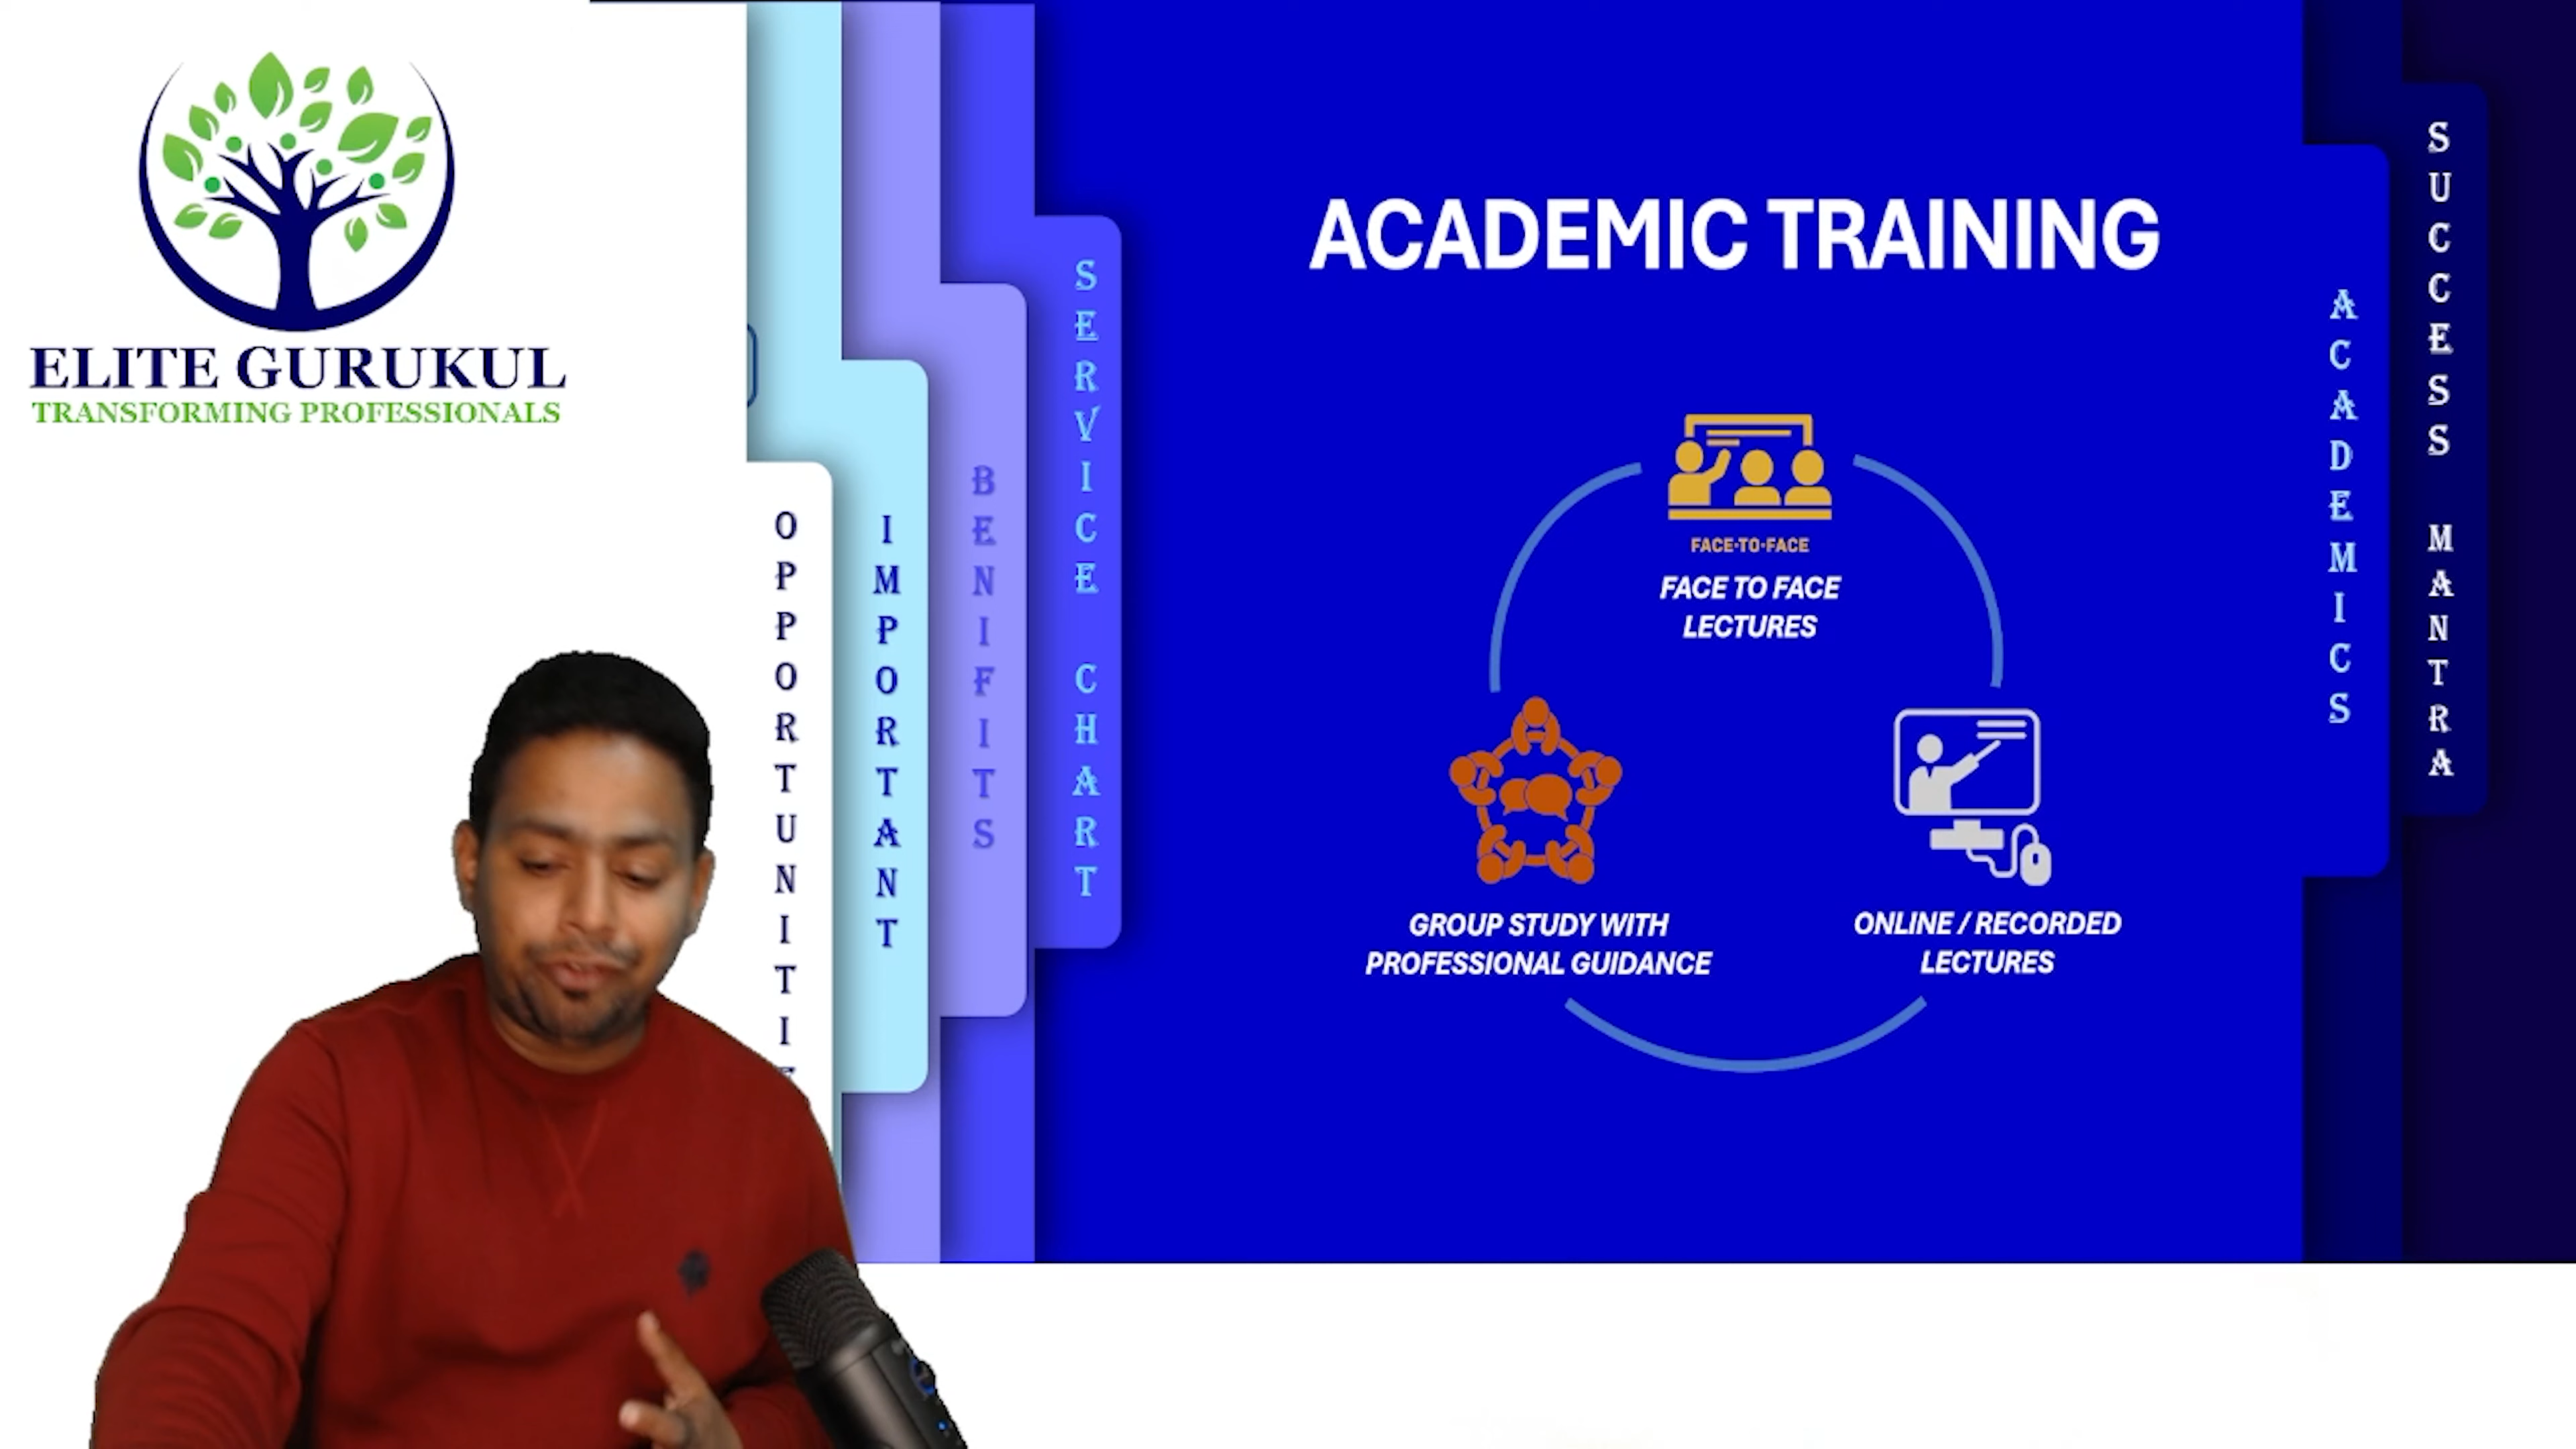 ELITE GURUKUL
TRANSFORMING PROFESSIONALS
OPPORTUNITIE
IMPORTANT
BENIFITS
SERVICE CHART
ACADEMIC TRAINING
FACE-TO-FACE
FACE TO FACE
LECTURES
GROUP STUDY WITH
PROFESSIONAL GUIDANCE
ONLINE / RECORDED
LECTURES
ACADEMICS
SUCCESS MANTRA